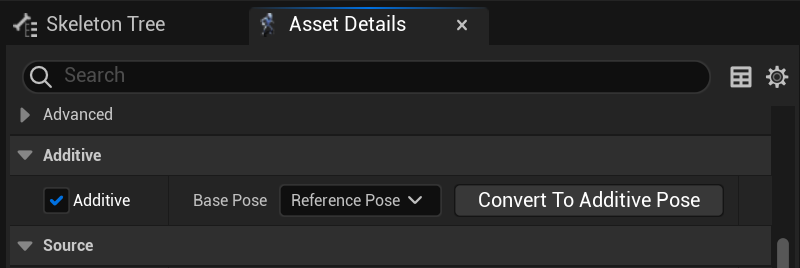 Skeleton Tree Asset Details
Search
Advanced
Additive
Additive Base Pose Reference Pose Convert To Additive Pose
Source